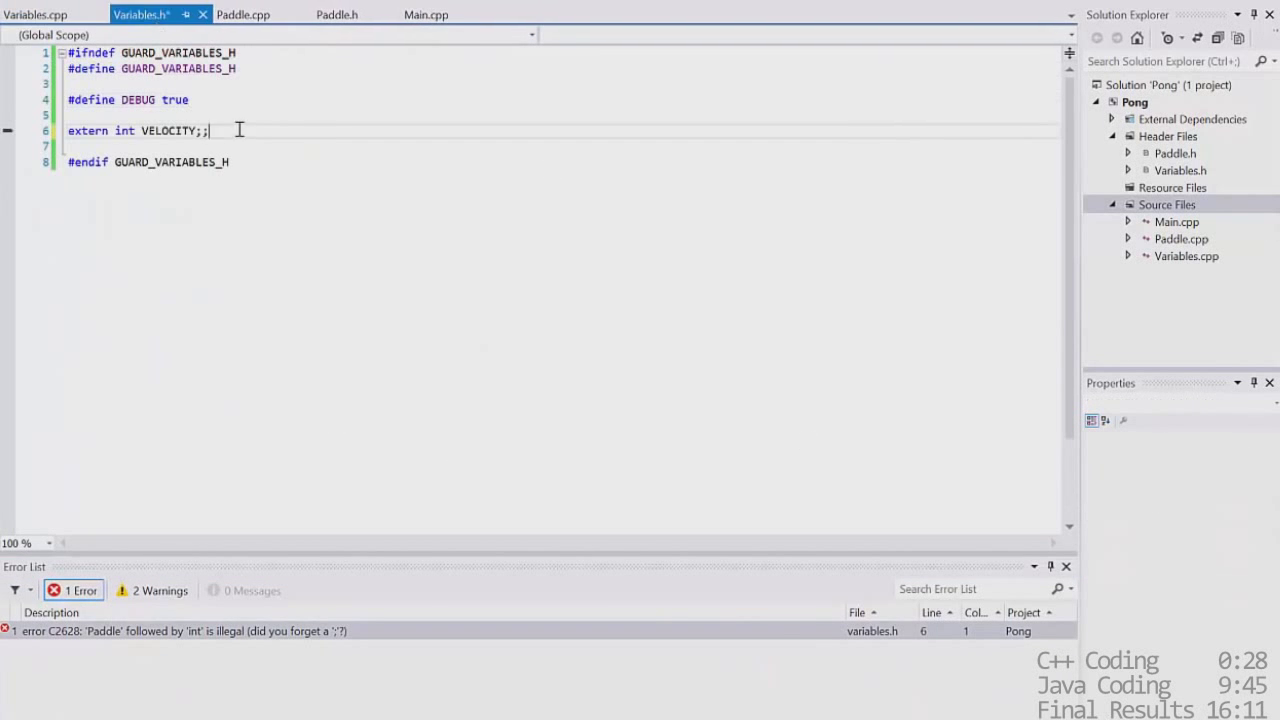 Variables.cpp
Variables.h*
Paddle.cpp
Paddle.h
Main.cpp
(Global Scope)
1 #ifndef GUARD_VARIABLES_H
2 #define GUARD_VARIABLES_H
3
4 #define DEBUG true
5
6 extern int VELOCITY;;
7
8 #endif GUARD_VARIABLES_H
100 %
Solution Explorer
Search Solution Explorer (Ctrl+;)
Solution 'Pong' (1 project)
Pong
External Dependencies
Header Files
Paddle.h
Variables.h
Resource Files
Source Files
Main.cpp
Paddle.cpp
Variables.cpp
Properties
Error List
1 Error 2 Warnings 0 Messages Search Error List
Description File Line Col... Project
1 error C2628: 'Paddle' followed by 'int' is illegal (did you forget a ';'?) variables.h 6 1 Pong
C++ Coding 0:28
Java Coding 9:45
Final Results 16:11